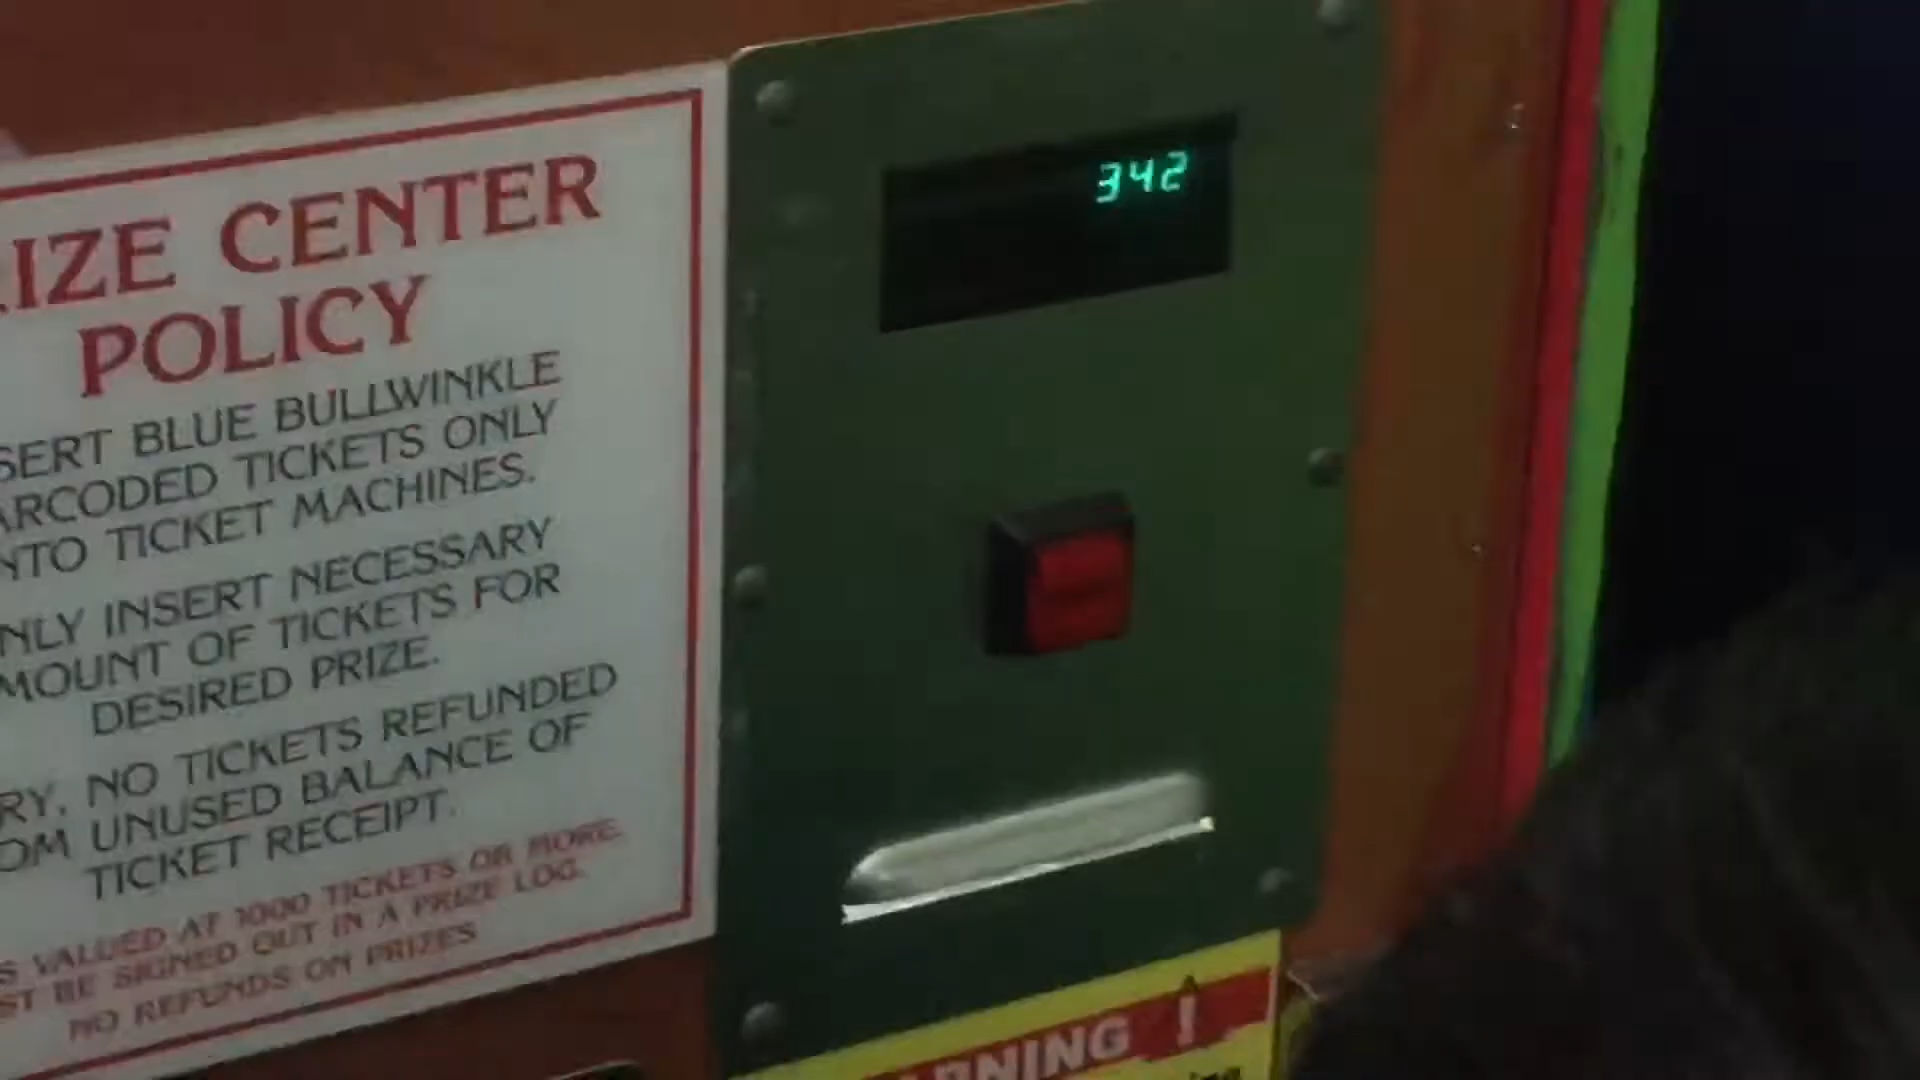 RIZE CENTER
POLICY
SERT BLUE BULLWINKLE
ARCODED TICKETS ONLY
NTO TICKET MACHINES.
NLY INSERT NECESSARY
MOUNT OF TICKETS FOR
DESIRED PRIZE.
RY, NO TICKETS REFUNDED
OM UNUSED BALANCE OF
TICKET RECEIPT.
S VALUED AT 1000 TICKETS OR MORE
ST BE SIGNED OUT IN A PRIZE LOG.
NO REFUNDS ON PRIZES
342
ARNING !